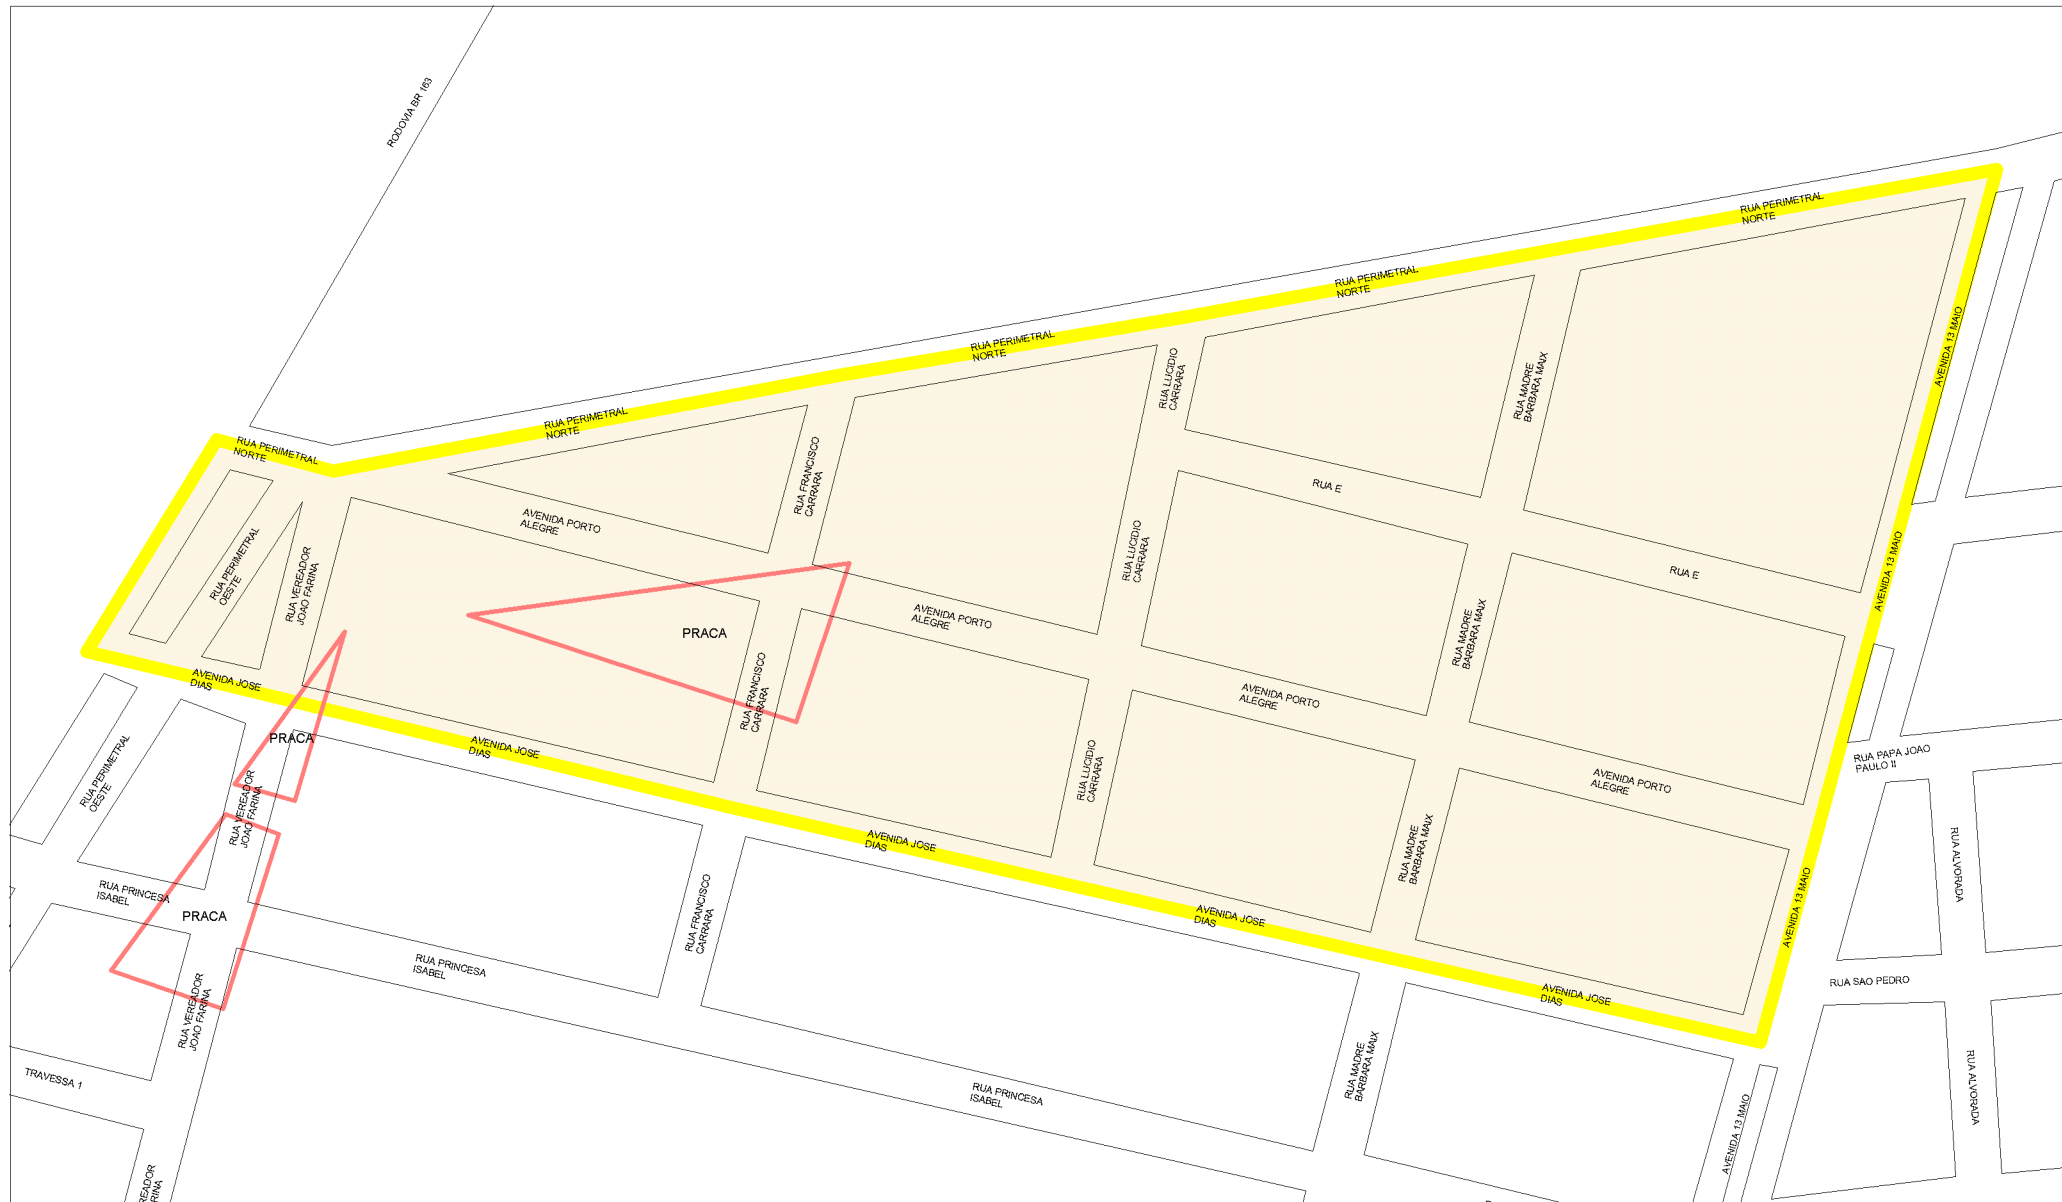 RODOVIA BR 163
RUA PERIMETRAL
NORTE
RUA PERIMETRAL
NORTE
RUA PERIMETRAL
NORTE
RUA PERIMETRAL
NORTE
RUA PERIMETRAL
NORTE
AVENIDA 13 MAIO
RUA LUCIDIO
CARRARA
RUA MADRE
BARBARA MAIX
RUA FRANCISCO
CARRARA
RUA E
AVENIDA PORTO
ALEGRE
RUA PERIMETRAL
OESTE
RUA VEREADOR
JOAO FARINA
RUA LUCIDIO
CARRARA
RUA E
AVENIDA 13 MAIO
AVENIDA PORTO
ALEGRE
PRACA
RUA MADRE
BARBARA MAIX
AVENIDA JOSE
DIAS
RUA FRANCISCO
CARRARA
AVENIDA PORTO
ALEGRE
PRACA
AVENIDA JOSE
DIAS
RUA PERIMETRAL
OESTE
RUA LUCIDIO
CARRARA
AVENIDA PORTO
ALEGRE
RUA PAPA JOAO
PAULO II
RUA VEREADOR
JOAO FARINA
AVENIDA JOSE
DIAS
RUA MADRE
BARBARA MAIX
RUA ALVORADA
RUA PRINCESA
ISABEL
PRACA
RUA FRANCISCO
CARRARA
AVENIDA JOSE
DIAS
AVENIDA 13 MAIO
RUA PRINCESA
ISABEL
AVENIDA JOSE
DIAS
RUA SAO PEDRO
RUA VEREADOR
JOAO FARINA
TRAVESSA 1
RUA PRINCESA
ISABEL
RUA MADRE
BARBARA MAIX
RUA ALVORADA
AVENIDA 13 MAIO
READOR
RINA